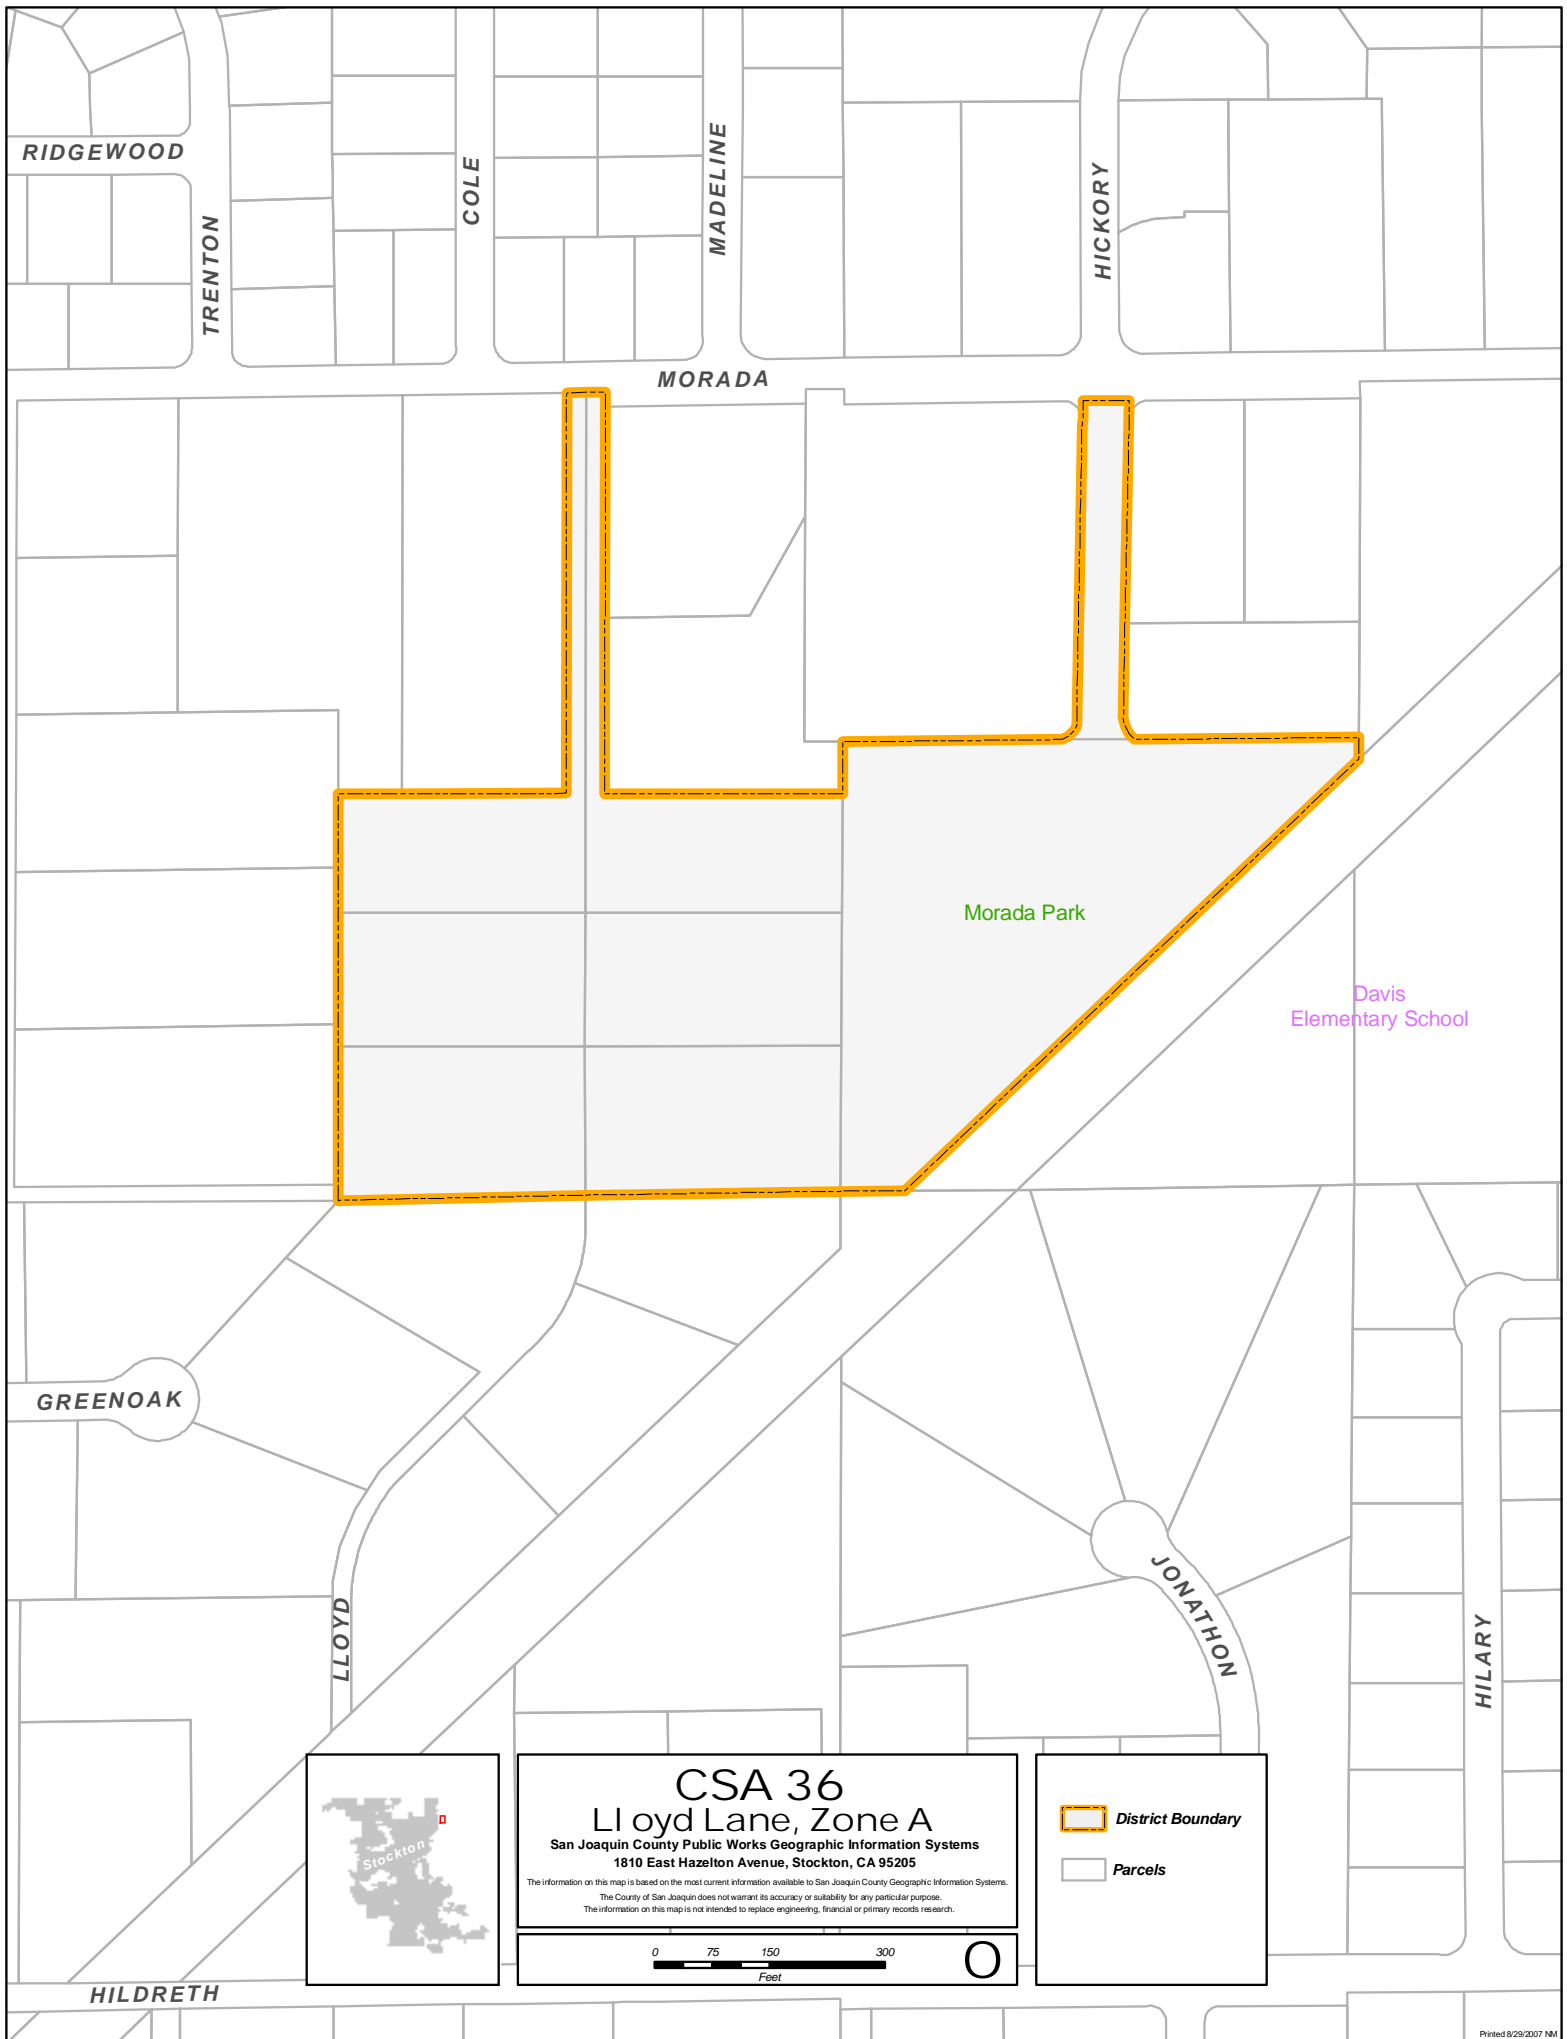 RIDGEWOOD
TRENTON
COLE
MADELINE
HICKORY
MORADA
Morada Park
Davis
Elementary School
GREENOAK
LLOYD
JONATHON
HILARY
Stockton
CSA 36
Lloyd Lane, Zone A
San Joaquin County Public Works Geographic Information Systems
1810 East Hazelton Avenue, Stockton, CA 95205
The information on this map is based on the most current information available to San Joaquin County Geographic Information Systems.
The County of San Joaquin does not warrant its accuracy or suitability for any particular purpose.
The information on this map is not intended to replace engineering, financial or primary records research.
0 75 150 300
Feet
O
District Boundary
Parcels
HILDRETH
Printed 8/29/2007 NM